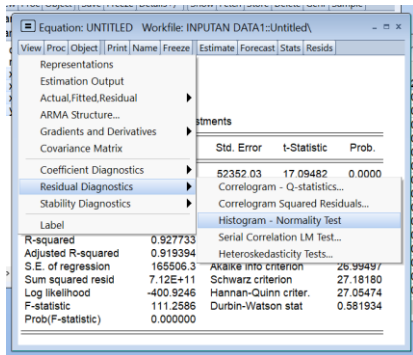 Equation: UNTITLED Workfile: INPUTAN DATA1::Untitled\
View Proc Object Print Name Freeze Estimate Forecast Stats Resids
Representations
Estimation Output
Actual,Fitted,Residual
ARMA Structure...
Gradients and Derivatives
Covariance Matrix
Coefficient Diagnostics
Residual Diagnostics
Stability Diagnostics
Label
stments
Std. Error t-Statistic Prob.
52352.03 17.09482 0.0000
Correlogram - Q-statistics...
Correlogram Squared Residuals...
Histogram - Normality Test
Serial Correlation LM Test...
Heteroskedasticity Tests...
R-squared 0.927733
Adjusted R-squared 0.919394
S.E. of regression 165506.3 Akaike info criterion 26.99497
Sum squared resid 7.12E+11 Schwarz criterion 27.18180
Log likelihood -400.9246 Hannan-Quinn criter. 27.05474
F-statistic 111.2586 Durbin-Watson stat 0.581934
Prob(F-statistic) 0.000000